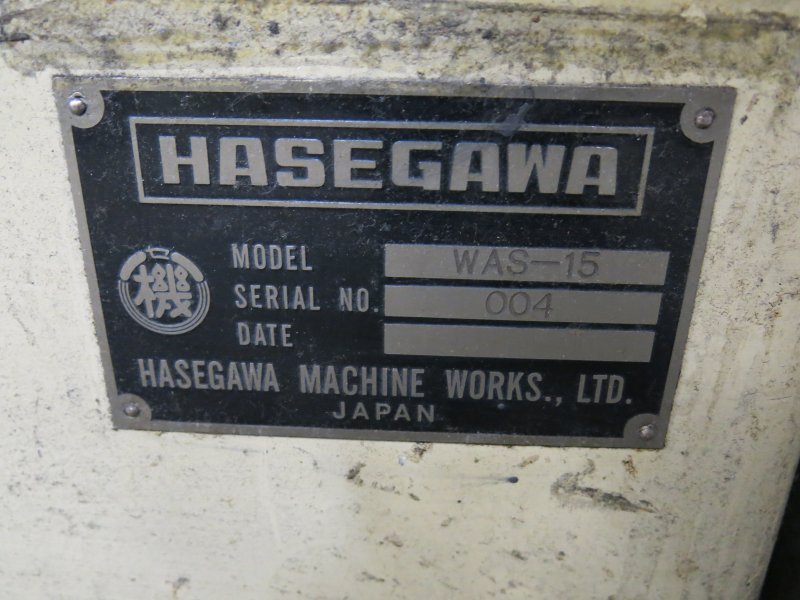 HASEGAWA
機
MODEL WAS-15
SERIAL NO. 004
DATE
HASEGAWA MACHINE WORKS., LTD.
JAPAN